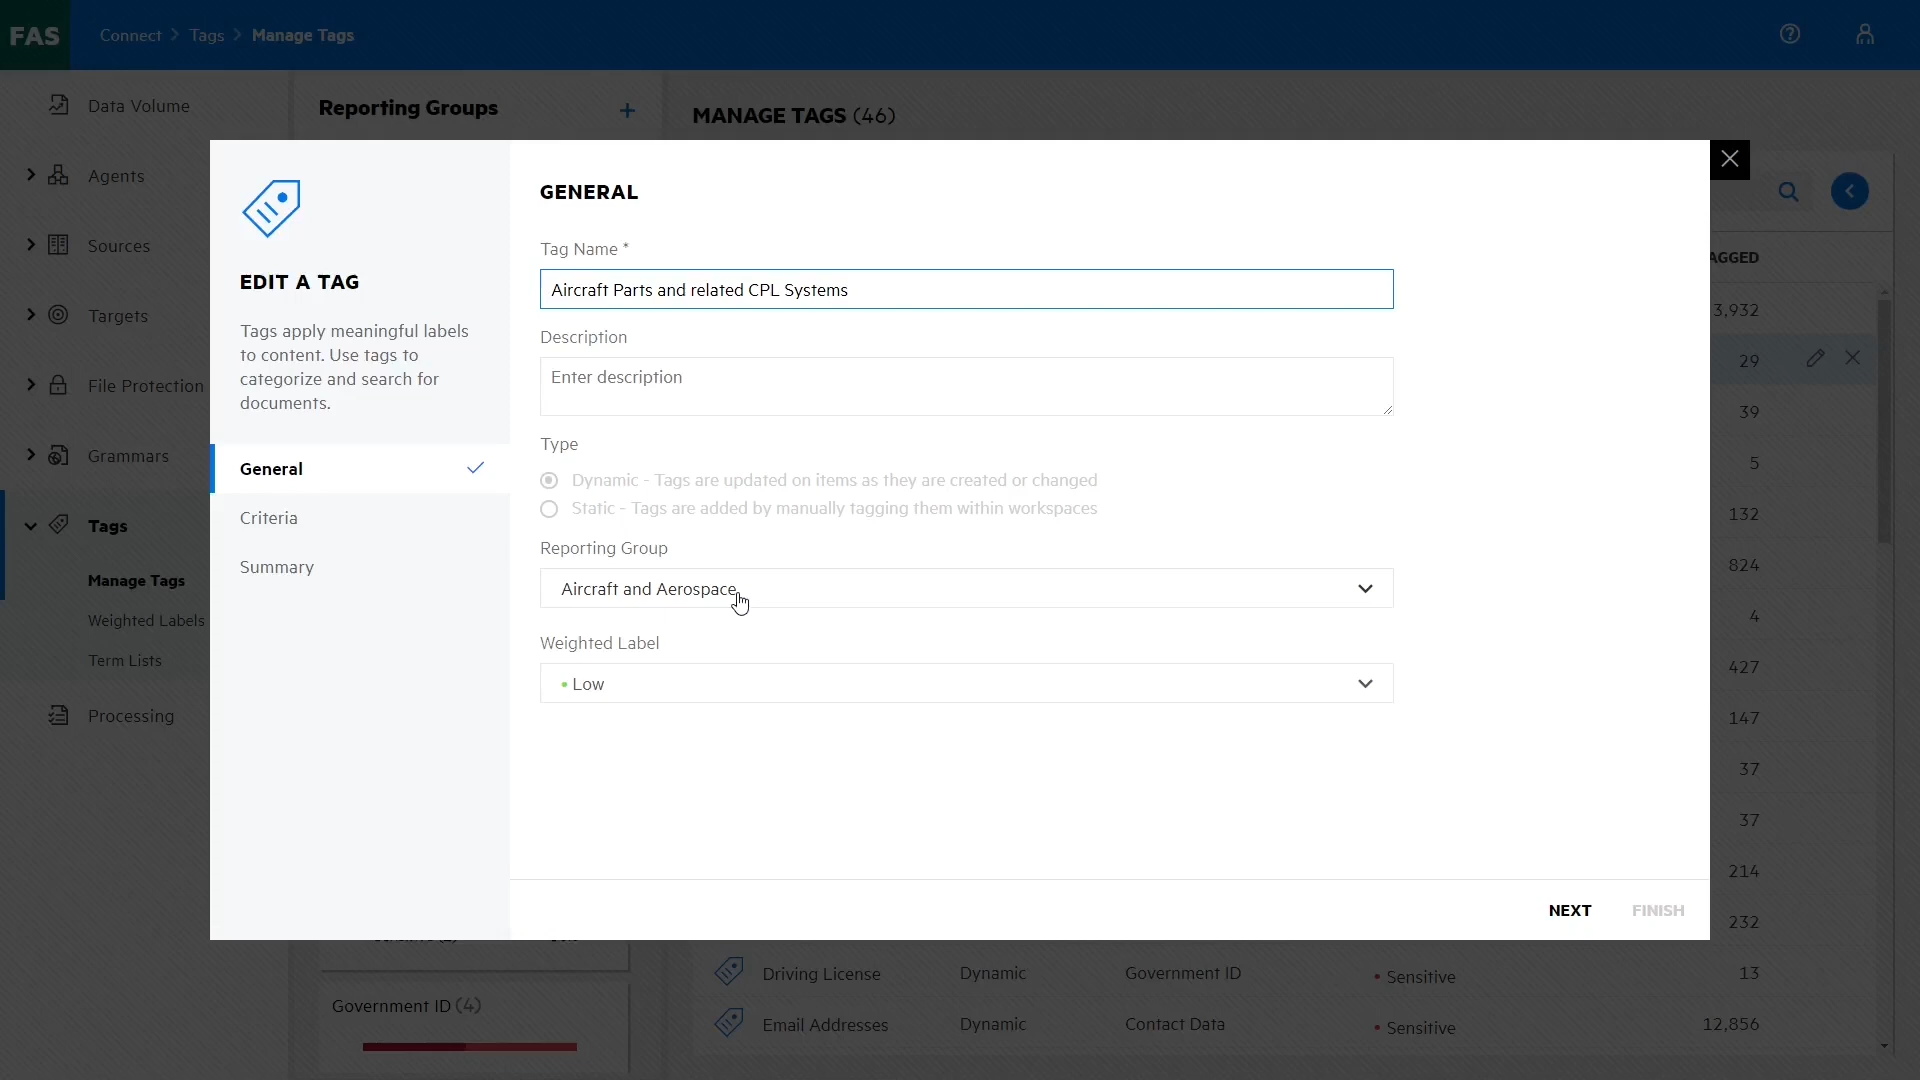 FAS
Connect > Tags > Manage Tags
Data Volume
Reporting Groups +
MANAGE TAGS (46)
Agents
Sources
Targets
File Protection
Grammars
Tags
Manage Tags
Weighted Labels
Term Lists
Processing
EDIT A TAG
Tags apply meaningful labels
to content. Use tags to
categorize and search for
documents.
General
Criteria
Summary
GENERAL
Tag Name *
Aircraft Parts and related CPL Systems
Description
Enter description
Type
Dynamic - Tags are updated on items as they are created or changed
Static - Tags are added by manually tagging them within workspaces
Reporting Group
Aircraft and Aerospace
Weighted Label
• Low
NEXT FINISH
AGGED
3,932
29
39
5
132
824
4
427
147
37
37
214
232
Driving License Dynamic Government ID • Sensitive 13
Government ID (4)
Email Addresses Dynamic Contact Data • Sensitive 12,856